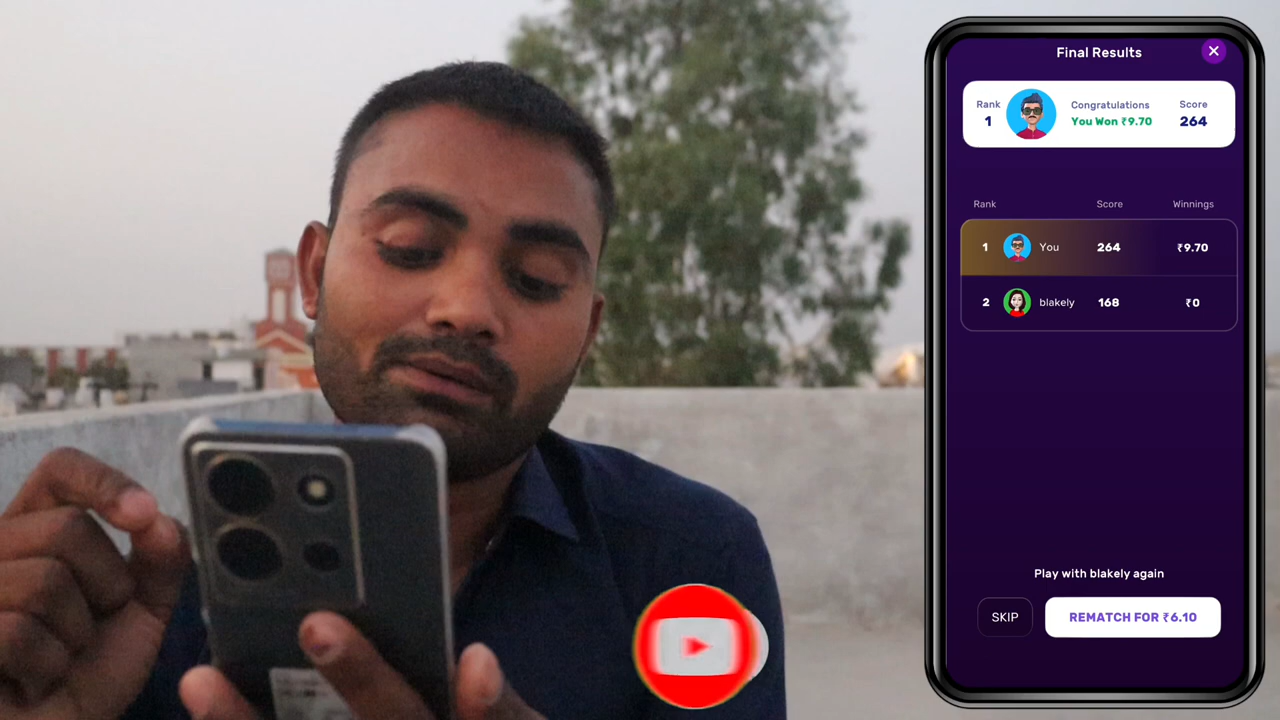 Final Results
Rank
Congratulations
Score
1
You Won ₹9.70
264
Rank
Score
Winnings
1
You
264
₹9.70
2
blakely
168
₹0
Play with blakely again
SKIP
REMATCH FOR ₹6.10